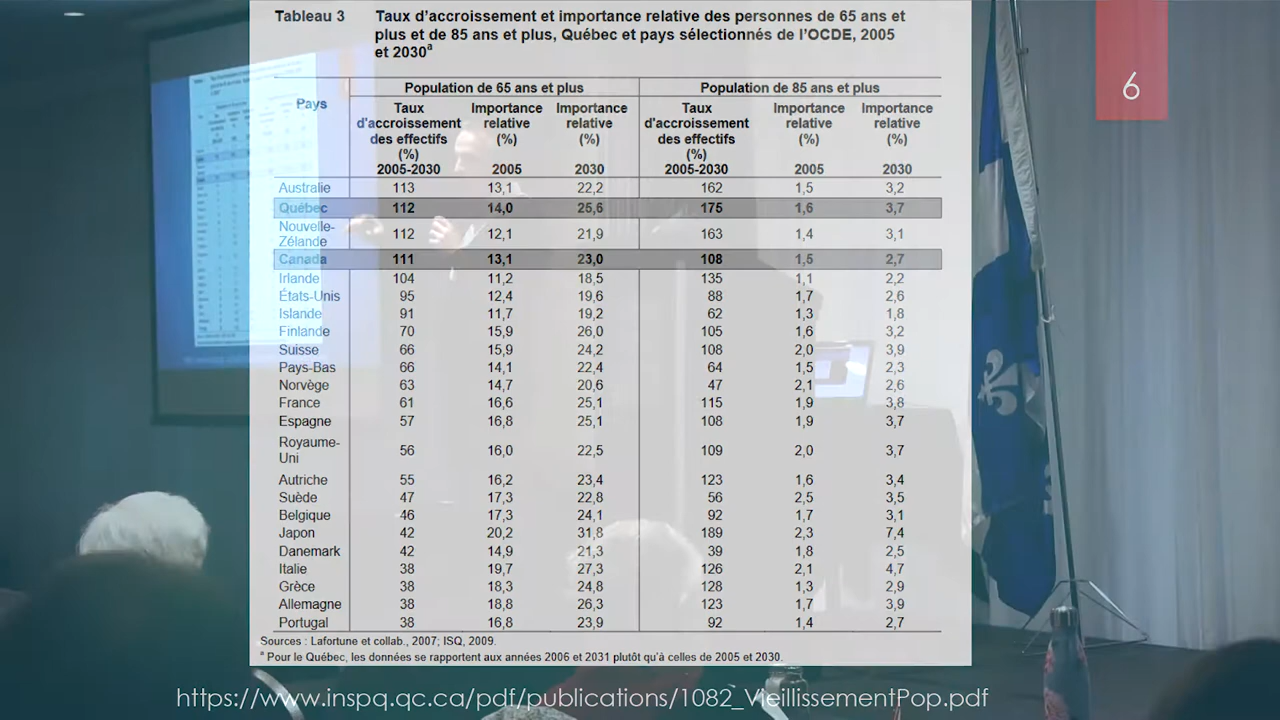 Tableau 3 Taux d'accroissement et importance relative des personnes de 65 ans et
plus et de 85 ans et plus, Québec et pays sélectionnés de l'OCDE, 2005
et 2030a
Pays Population de 65 ans et plus Population de 85 ans et plus
Taux Importance Importance Taux Importance Importance
d'accroissement relative relative d'accroissement relative relative
des effectifs (%) (%) des effectifs (%) (%)
(%) (%)
2005-2030 2005 2030 2005-2030 2005 2030
Australie 113 13,1 22,2 162 1,5 3,2
Québec 112 14,0 25,6 175 1,6 3,7
Nouvelle-
Zélande 112 12,1 21,9 163 1,4 3,1
Canada 111 13,1 23,0 108 1,5 2,7
Irlande 104 11,2 18,5 135 1,1 2,2
États-Unis 95 12,4 19,6 88 1,7 2,6
Islande 91 11,7 19,2 62 1,3 1,8
Finlande 70 15,9 26,0 105 1,6 3,2
Suisse 66 15,9 24,2 108 2,0 3,9
Pays-Bas 66 14,1 22,4 64 1,5 2,3
Norvège 63 14,7 20,6 47 2,1 2,6
France 61 16,6 25,1 115 1,9 3,8
Espagne 57 16,8 25,1 108 1,9 3,7
Royaume-
Uni 56 16,0 22,5 109 2,0 3,7
Autriche 55 16,2 23,4 123 1,6 3,4
Suède 47 17,3 22,8 56 2,5 3,5
Belgique 46 17,3 24,1 92 1,7 3,1
Japon 42 20,2 31,8 189 2,3 7,4
Danemark 42 14,9 21,3 39 1,8 2,5
Italie 38 19,7 27,3 126 2,1 4,7
Grèce 38 18,3 24,8 128 1,3 2,9
Allemagne 38 18,8 26,3 123 1,7 3,9
Portugal 38 16,8 23,9 92 1,4 2,7
Sources : Lafortune et collab., 2007; ISQ, 2009.
a Pour le Québec, les données se rapportent aux années 2006 et 2031 plutôt qu'à celles de 2005 et 2030.
https://www.inspq.qc.ca/pdf/publications/1082_VieillissementPop.pdf
6